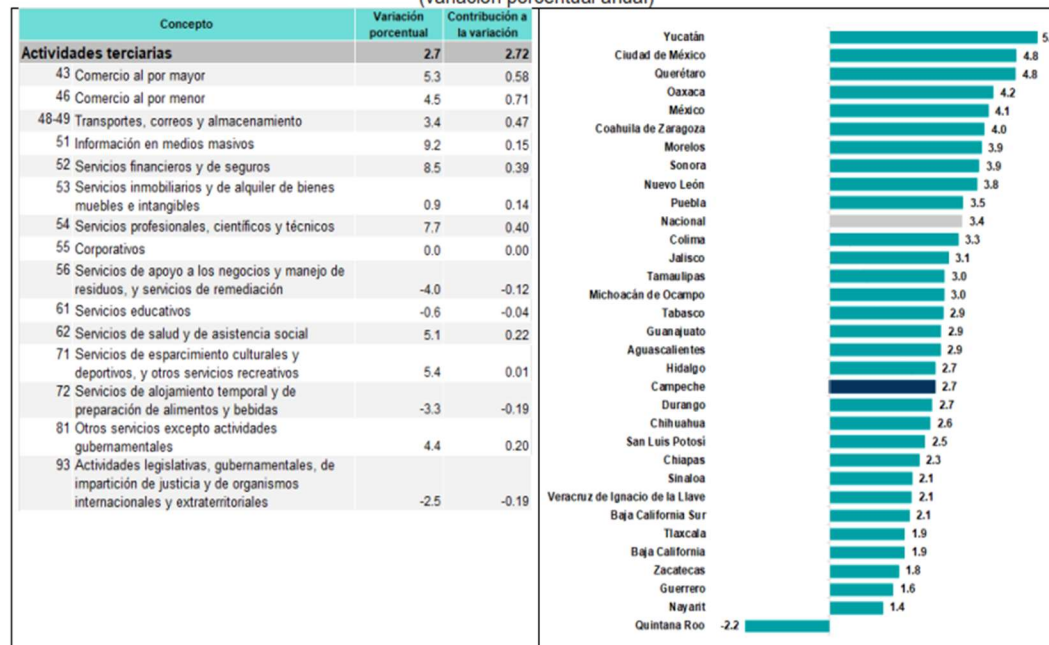 (variación porcentual anual)
Concepto Variación porcentual Contribución a la variación
Actividades terciarias 2.7 2.72
43 Comercio al por mayor 5.3 0.58
46 Comercio al por menor 4.5 0.71
48-49 Transportes, correos y almacenamiento 3.4 0.47
51 Información en medios masivos 9.2 0.15
52 Servicios financieros y de seguros 8.5 0.39
53 Servicios inmobiliarios y de alquiler de bienes
muebles e intangibles 0.9 0.14
54 Servicios profesionales, científicos y técnicos 7.7 0.40
55 Corporativos 0.0 0.00
56 Servicios de apoyo a los negocios y manejo de
residuos, y servicios de remediación -4.0 -0.12
61 Servicios educativos -0.6 -0.04
62 Servicios de salud y de asistencia social 5.1 0.22
71 Servicios de esparcimiento culturales y
deportivos, y otros servicios recreativos 5.4 0.01
72 Servicios de alojamiento temporal y de
preparación de alimentos y bebidas -3.3 -0.19
81 Otros servicios excepto actividades
gubernamentales 4.4 0.20
93 Actividades legislativas, gubernamentales, de
impartición de justicia y de organismos
internacionales y extraterritoriales -2.5 -0.19
Yucatán
Ciudad de México 4.8
Querétaro 4.8
Oaxaca 4.2
México 4.1
Coahuila de Zaragoza 4.0
Morelos 3.9
Sonora 3.9
Nuevo León 3.8
Puebla 3.5
Nacional 3.4
Colima 3.3
Jalisco 3.1
Tamaulipas 3.0
Michoacán de Ocampo 3.0
Tabasco 2.9
Guanajuato 2.9
Aguascalientes 2.9
Hidalgo 2.7
Campeche 2.7
Durango 2.7
Chihuahua 2.6
San Luis Potosí 2.5
Chiapas 2.3
Sinaloa 2.1
Veracruz de Ignacio de la Llave 2.1
Baja California Sur 2.1
Tlaxcala 1.9
Baja California 1.9
Zacatecas 1.8
Guerrero 1.6
Nayarit 1.4
Quintana Roo -2.2